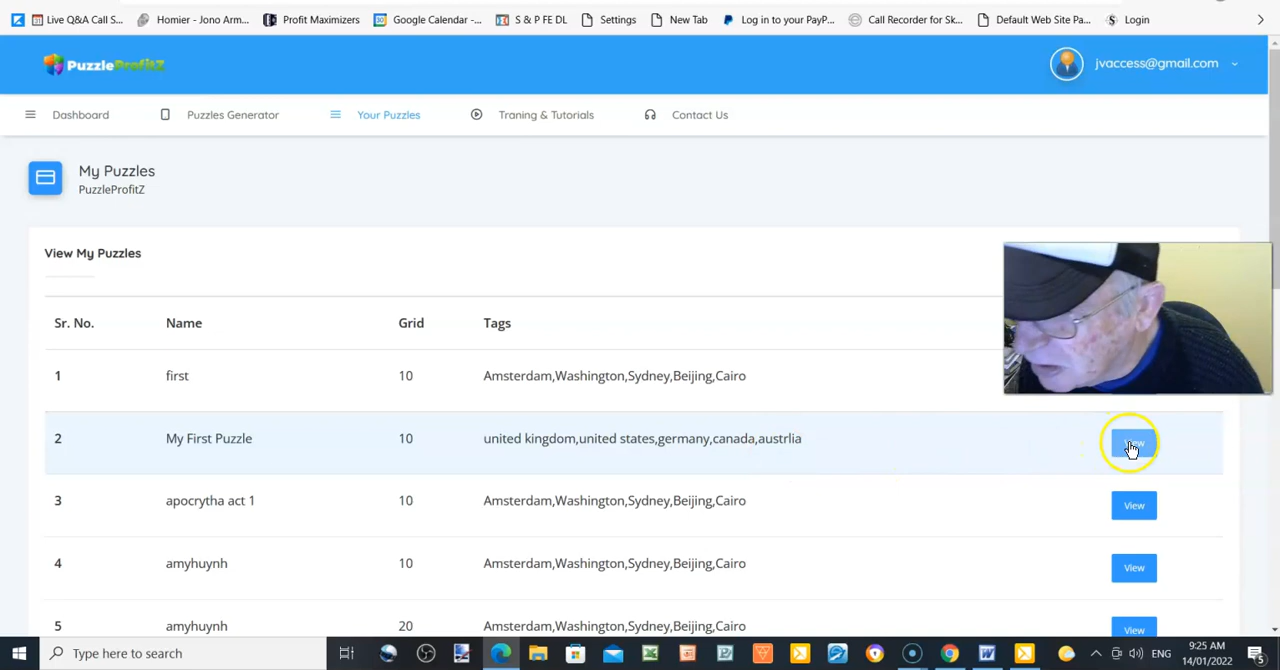 Live Q&A Call S... Homier - Jono Arm... Profit Maximizers Google Calendar -... S & P FE DL Settings New Tab Log in to your PayP... Call Recorder for Sk... Default Web Site Pa... Login
PuzzleProfitZ jvaccess@gmail.com
Dashboard Puzzles Generator Your Puzzles Traning & Tutorials Contact Us
My Puzzles
PuzzleProfitZ
View My Puzzles
Sr. No. Name Grid Tags
1 first 10 Amsterdam,Washington,Sydney,Beijing,Cairo
2 My First Puzzle 10 united kingdom,united states,germany,canada,austrlia View
3 apocrytha act 1 10 Amsterdam,Washington,Sydney,Beijing,Cairo View
4 amyhuynh 10 Amsterdam,Washington,Sydney,Beijing,Cairo View
5 amyhuynh 20 Amsterdam,Washington,Sydney,Beijing,Cairo View
Type here to search ENG 9:25 AM
14/01/2022 5